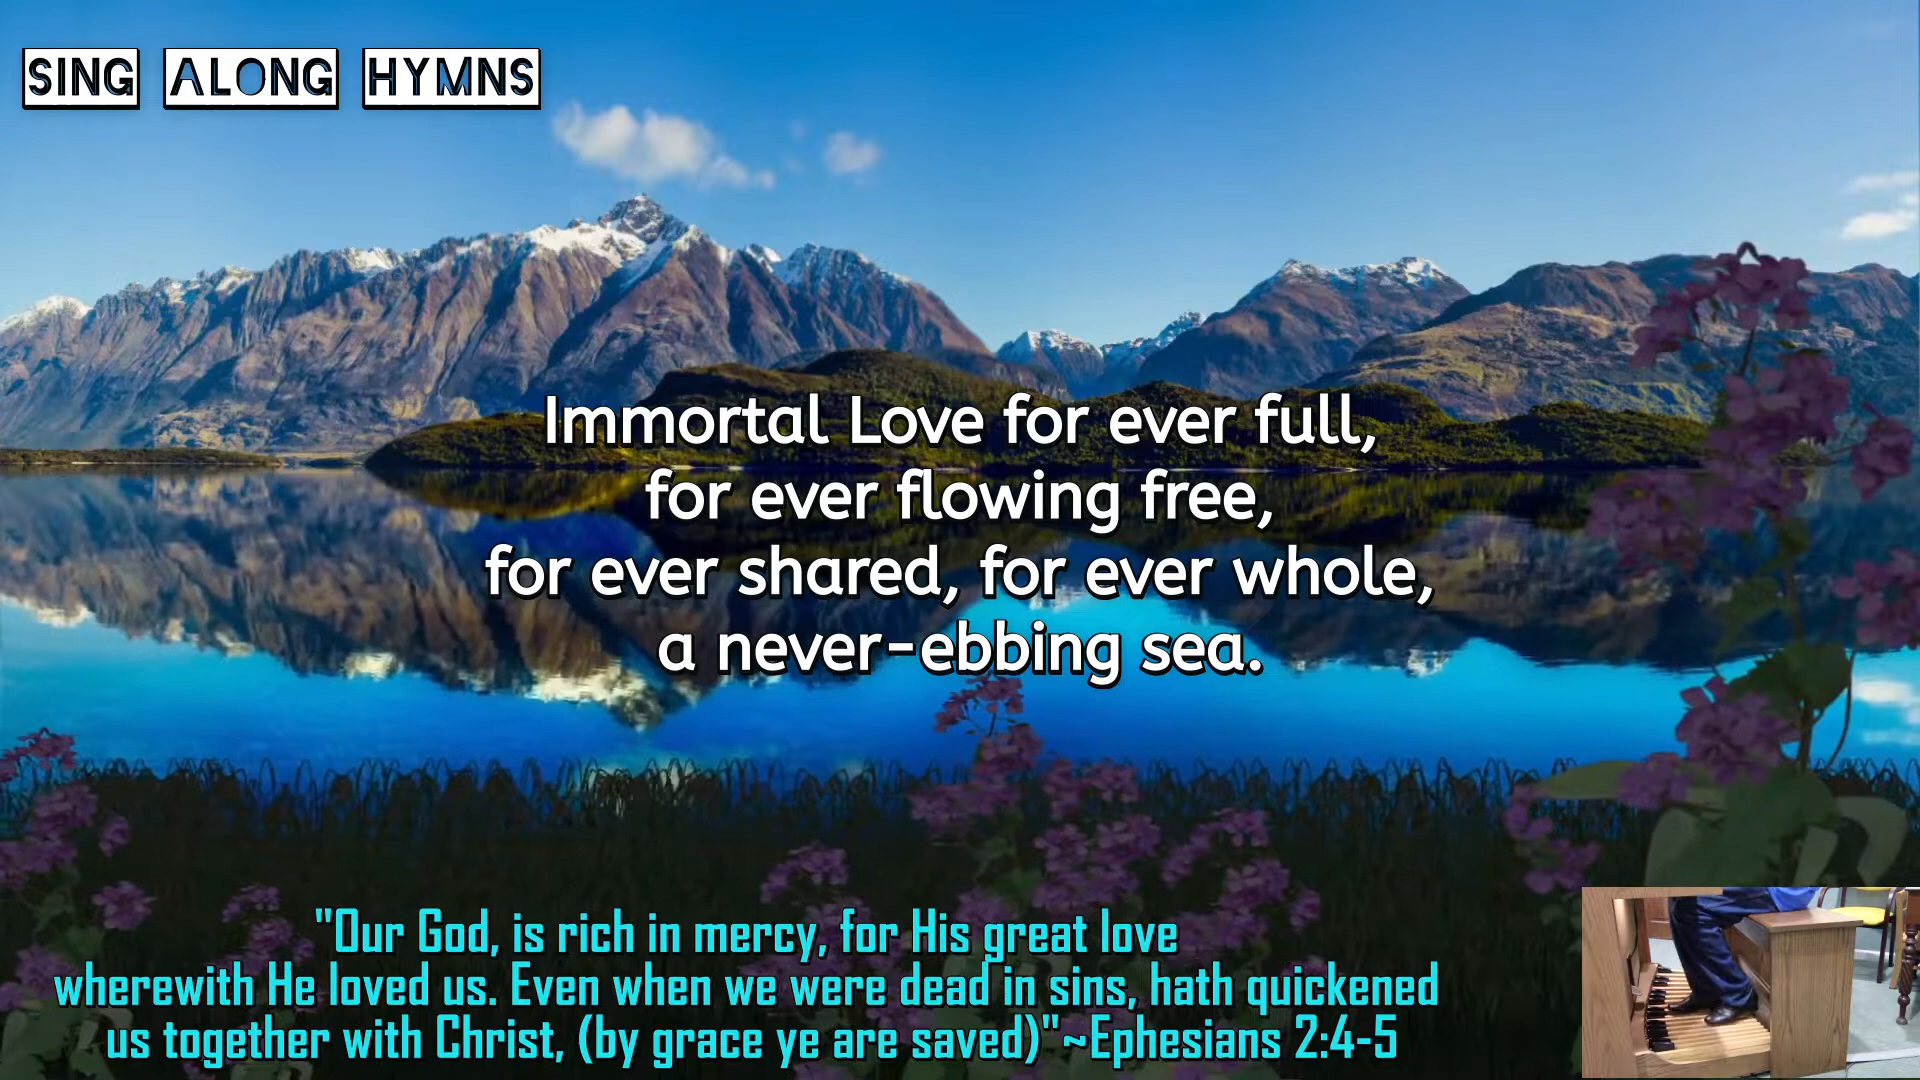 SING ALONG HYMNS
Immortal Love for ever full,
for ever flowing free,
for ever shared, for ever whole,
a never-ebbing sea.
"Our God, is rich in mercy, for His great love
wherewith He loved us. Even when we were dead in sins, hath quickened
us together with Christ, (by grace ye are saved)"~Ephesians 2:4-5